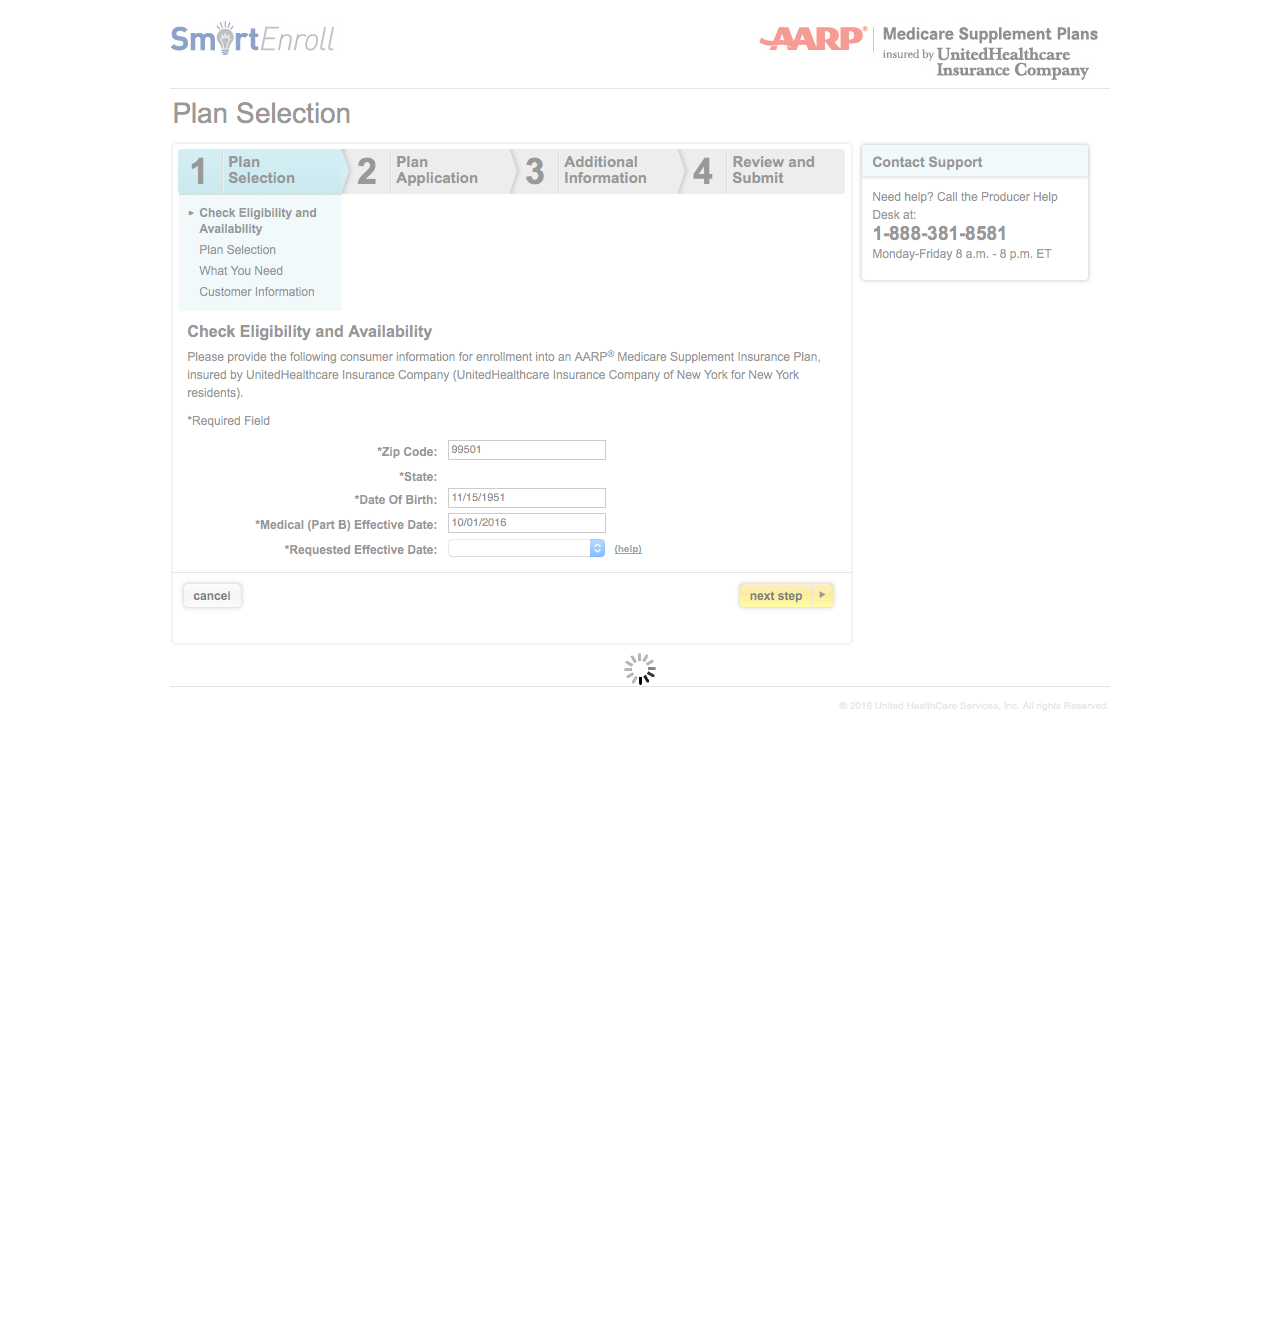 SmartEnroll
AARP® Medicare Supplement Plans
insured by UnitedHealthcare
Insurance Company
Plan Selection
1 Plan
Selection
2 Plan
Application
3 Additional
Information
4 Review and
Submit
Check Eligibility and
Availability
Plan Selection
What You Need
Customer Information
Contact Support
Need help? Call the Producer Help
Desk at:
1-888-381-8581
Monday-Friday 8 a.m. - 8 p.m. ET
Check Eligibility and Availability
Please provide the following consumer information for enrollment into an AARP® Medicare Supplement Insurance Plan,
insured by UnitedHealthcare Insurance Company (UnitedHealthcare Insurance Company of New York for New York
residents).
*Required Field
*Zip Code: 99501
*State:
*Date Of Birth: 11/15/1951
*Medical (Part B) Effective Date: 10/01/2016
*Requested Effective Date: (help)
cancel
next step
© 2016 United HealthCare Services, Inc. All rights Reserved.